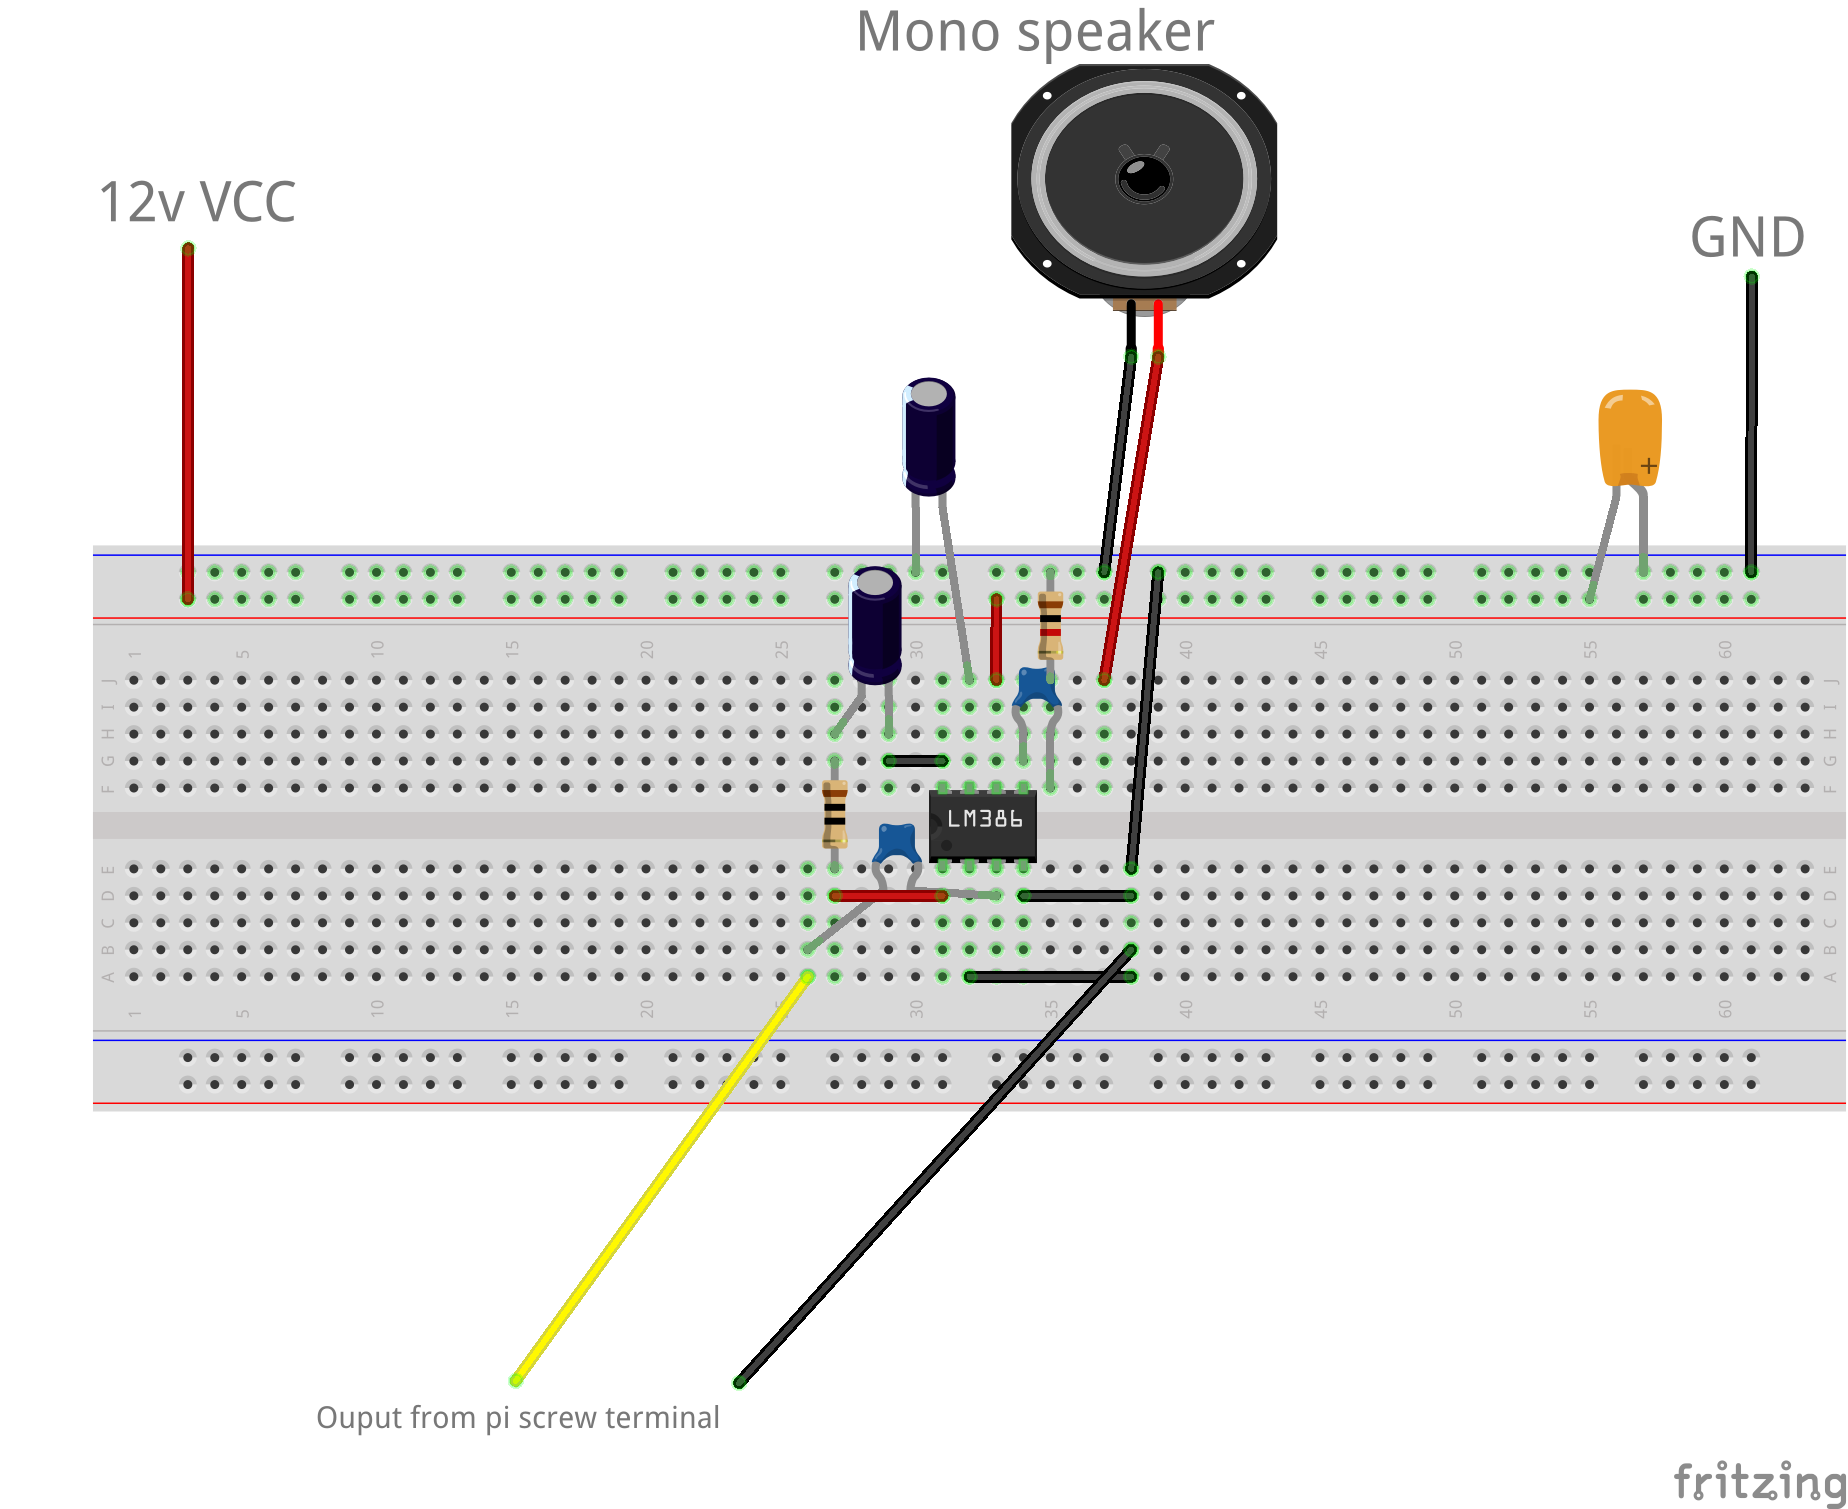 Mono speaker
12v VCC
GND
+
1 5 10 15 20 25 30 35 40 45 50 55 60
J J
I I
H H
G G
F F
LM386
E E
D D
C C
B B
A A
1 5 10 15 20 5 30 35 40 45 50 55 60
Ouput from pi screw terminal
fritzing